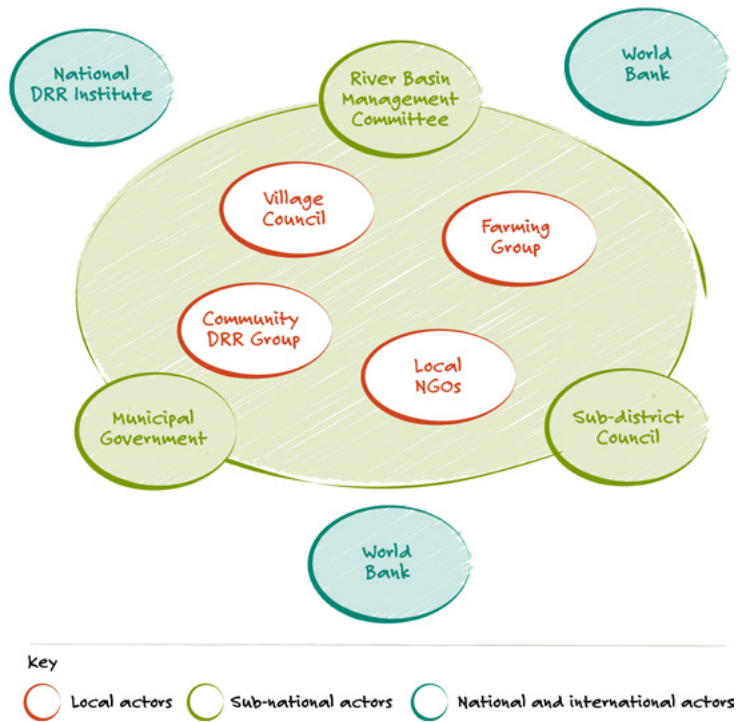 National
DRR Institute
River Basin
Management
Committee
World
Bank
Village
Council
Farming
Group
Community
DRR Group
Local
NGOs
Municipal
Government
Sub-district
Council
World
Bank
Key
Local actors
Sub-national actors
National and international actors